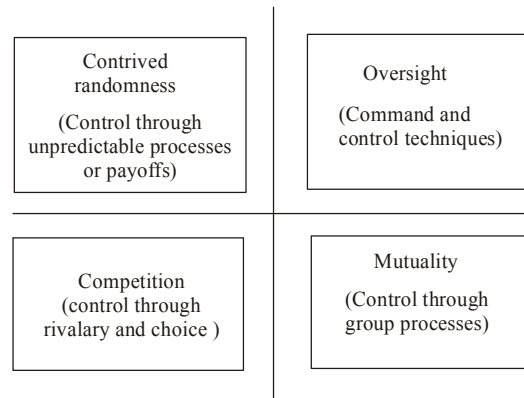 Contrived
randomness
(Control through
unpredictable processes
or payoffs)
Oversight
(Command and
control techniques)
Competition
(control through
rivalary and choice )
Mutuality
(Control through
group processes)